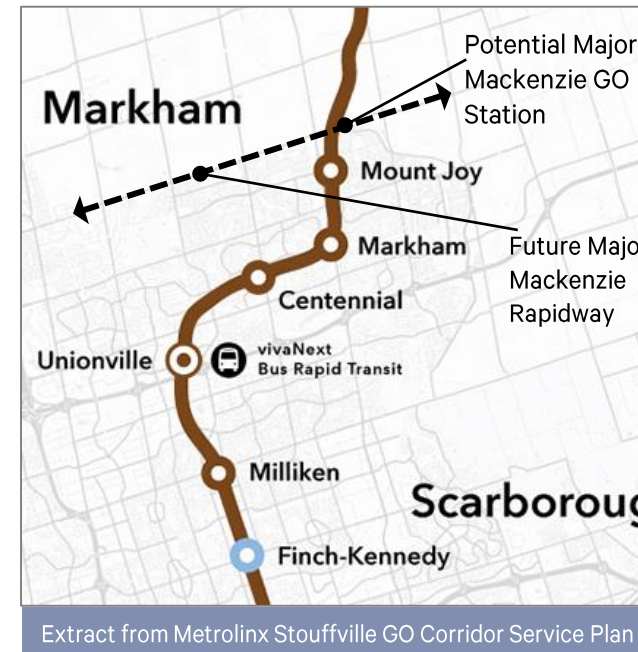 Potential Major
Mackenzie GO
Station
Markham
Mount Joy
Markham
Future Majo
Mackenzie
Rapidway
Centennial
Unionville
vivaNext
Bus Rapid Transit
Milliken
Scarboroug
Finch-Kennedy
Extract from Metrolinx Stouffville GO Corridor Service Plan